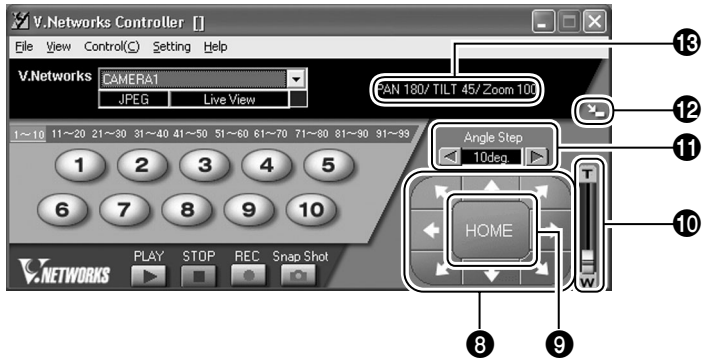 V.Networks Controller []
File View Control(C) Setting Help
V.Networks CAMERA1
JPEG Live View
PAN 180/ TILT 45/ Zoom 100
1~10 11~20 21~30 31~40 41~50 51~60 61~70 71~80 81~90 91~99
Angle Step
10deg.
1 2 3 4 5
6 7 8 9 10
HOME
T
W
PLAY STOP REC Snap Shot
V.NETWORKS
13
12
11
10
8 9